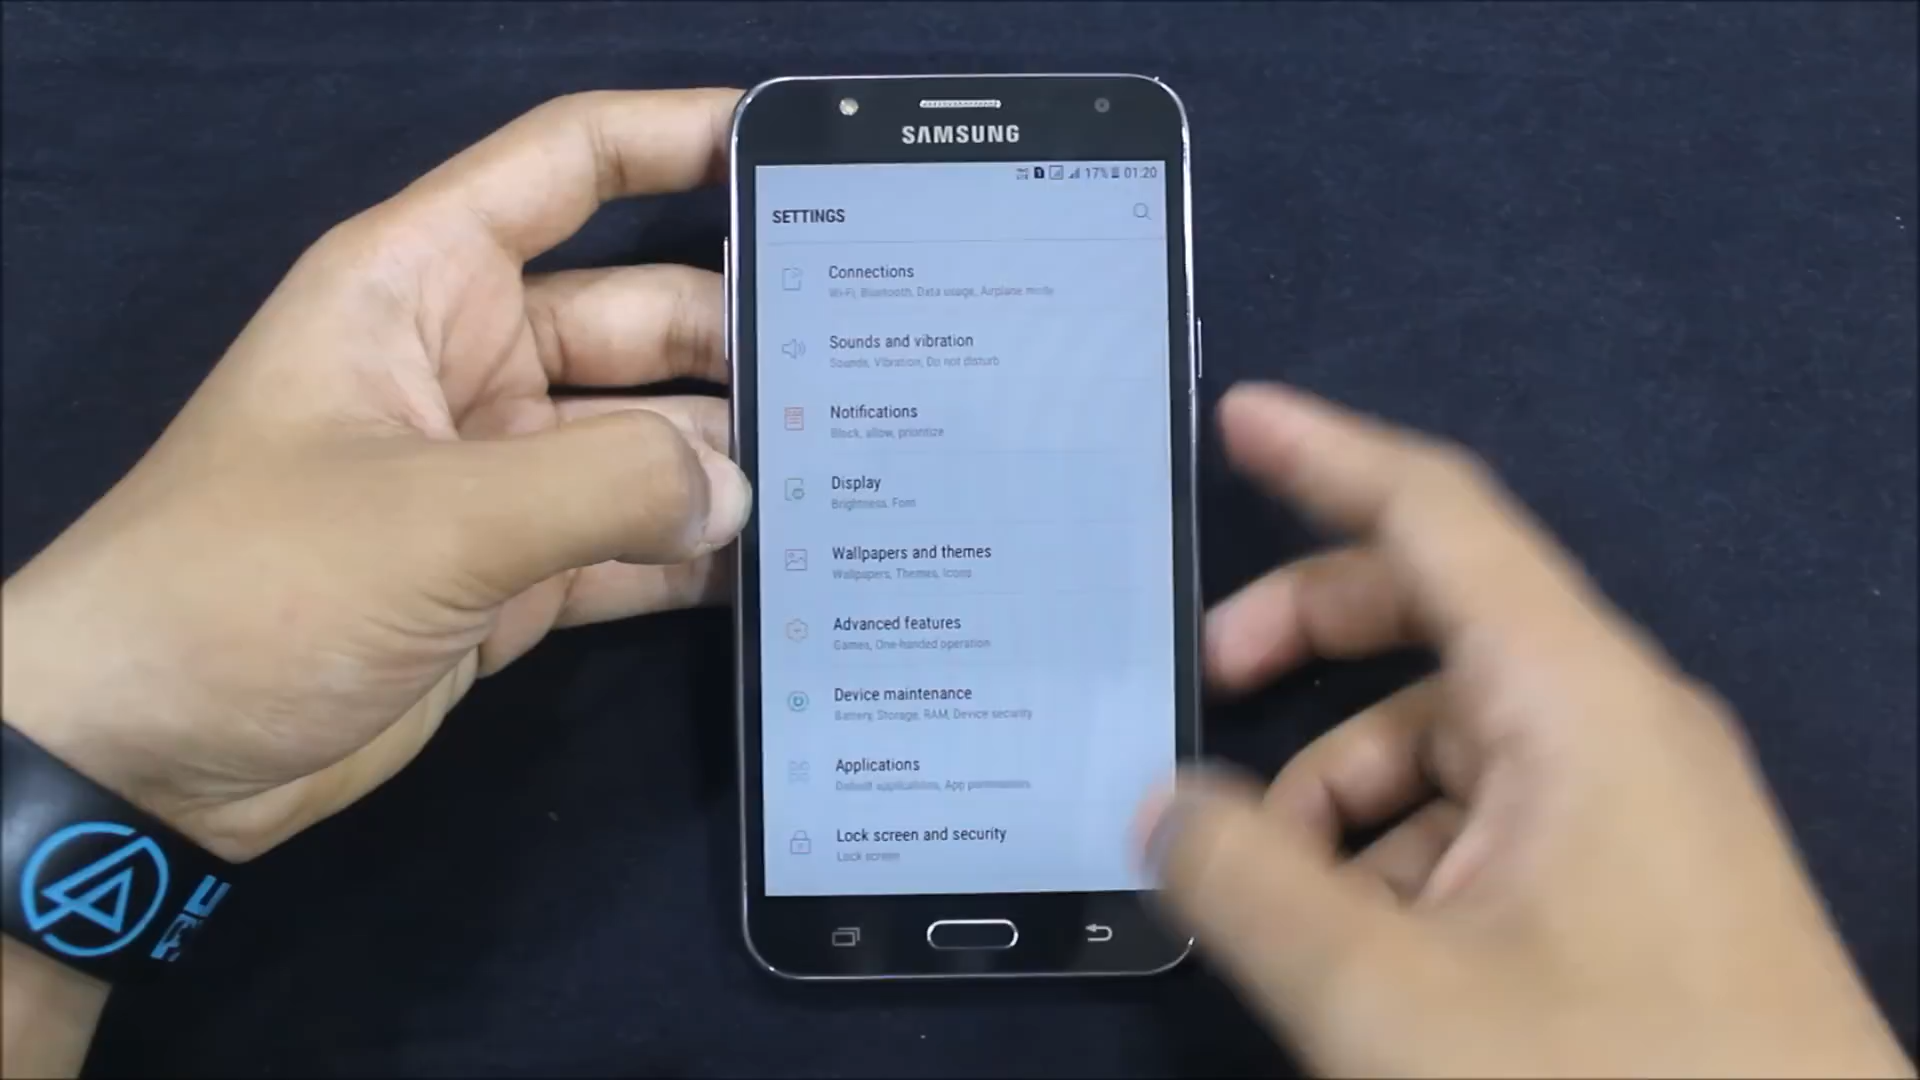 SAMSUNG
17% 01:20
SETTINGS
Connections
Wi-Fi, Bluetooth, Data usage, Airplane mode
Sounds and vibration
Sounds, Vibration, Do not disturb
Notifications
Block, allow, prioritize
Display
Brightness, Font
Wallpapers and themes
Wallpapers, Themes, Icons
Advanced features
Games, One-handed operation
Device maintenance
Battery, Storage, RAM, Device security
Applications
Default applications, App permissions
Lock screen and security
Lock screen